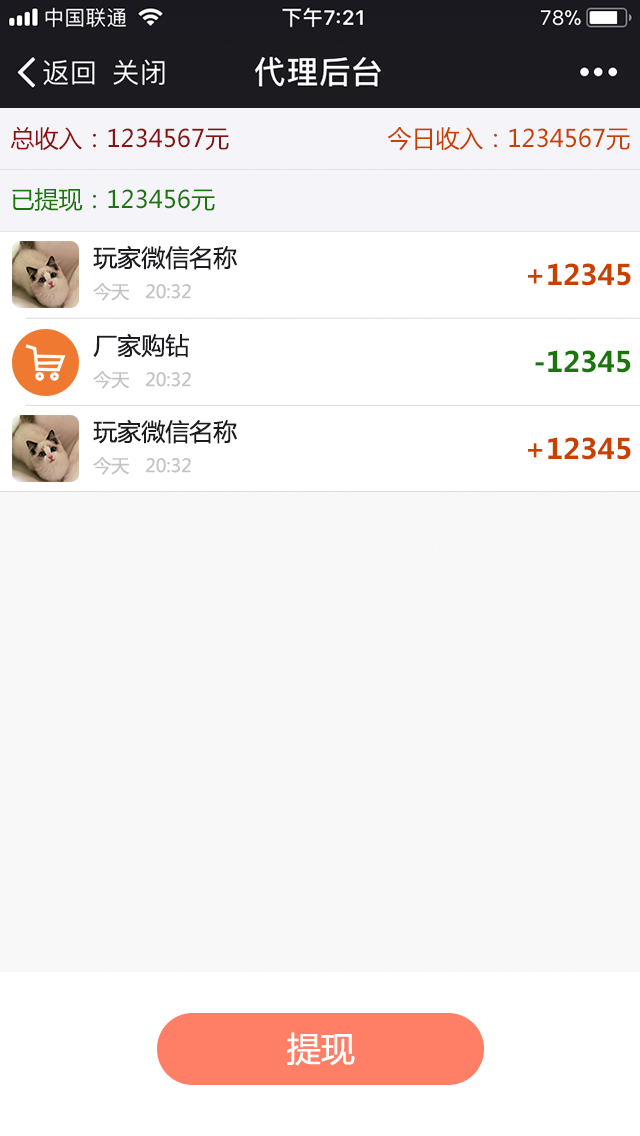 中国联通 下午7:21 78%
返回 关闭 代理后台
总收入：1234567元 今日收入：1234567元
已提现：123456元
玩家微信名称
今天 20:32
+12345
厂家购钻
今天 20:32
-12345
玩家微信名称
今天 20:32
+12345
提现